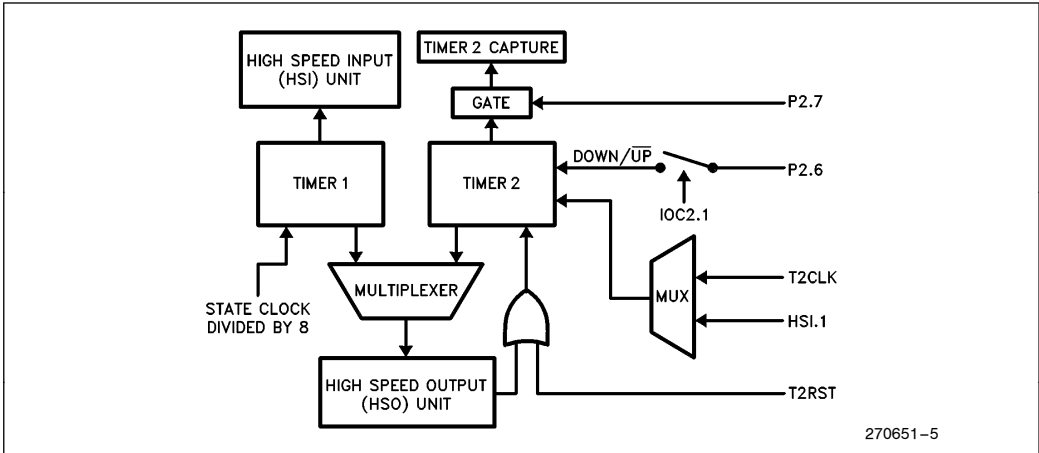 HIGH SPEED INPUT
(HSI) UNIT
TIMER 2 CAPTURE
GATE
P2.7
TIMER 1
TIMER 2
DOWN/U̅P̅
P2.6
IOC2.1
STATE CLOCK
DIVIDED BY 8
MULTIPLEXER
MUX
T2CLK
HSI.1
HIGH SPEED OUTPUT
(HSO) UNIT
T2RST
270651–5